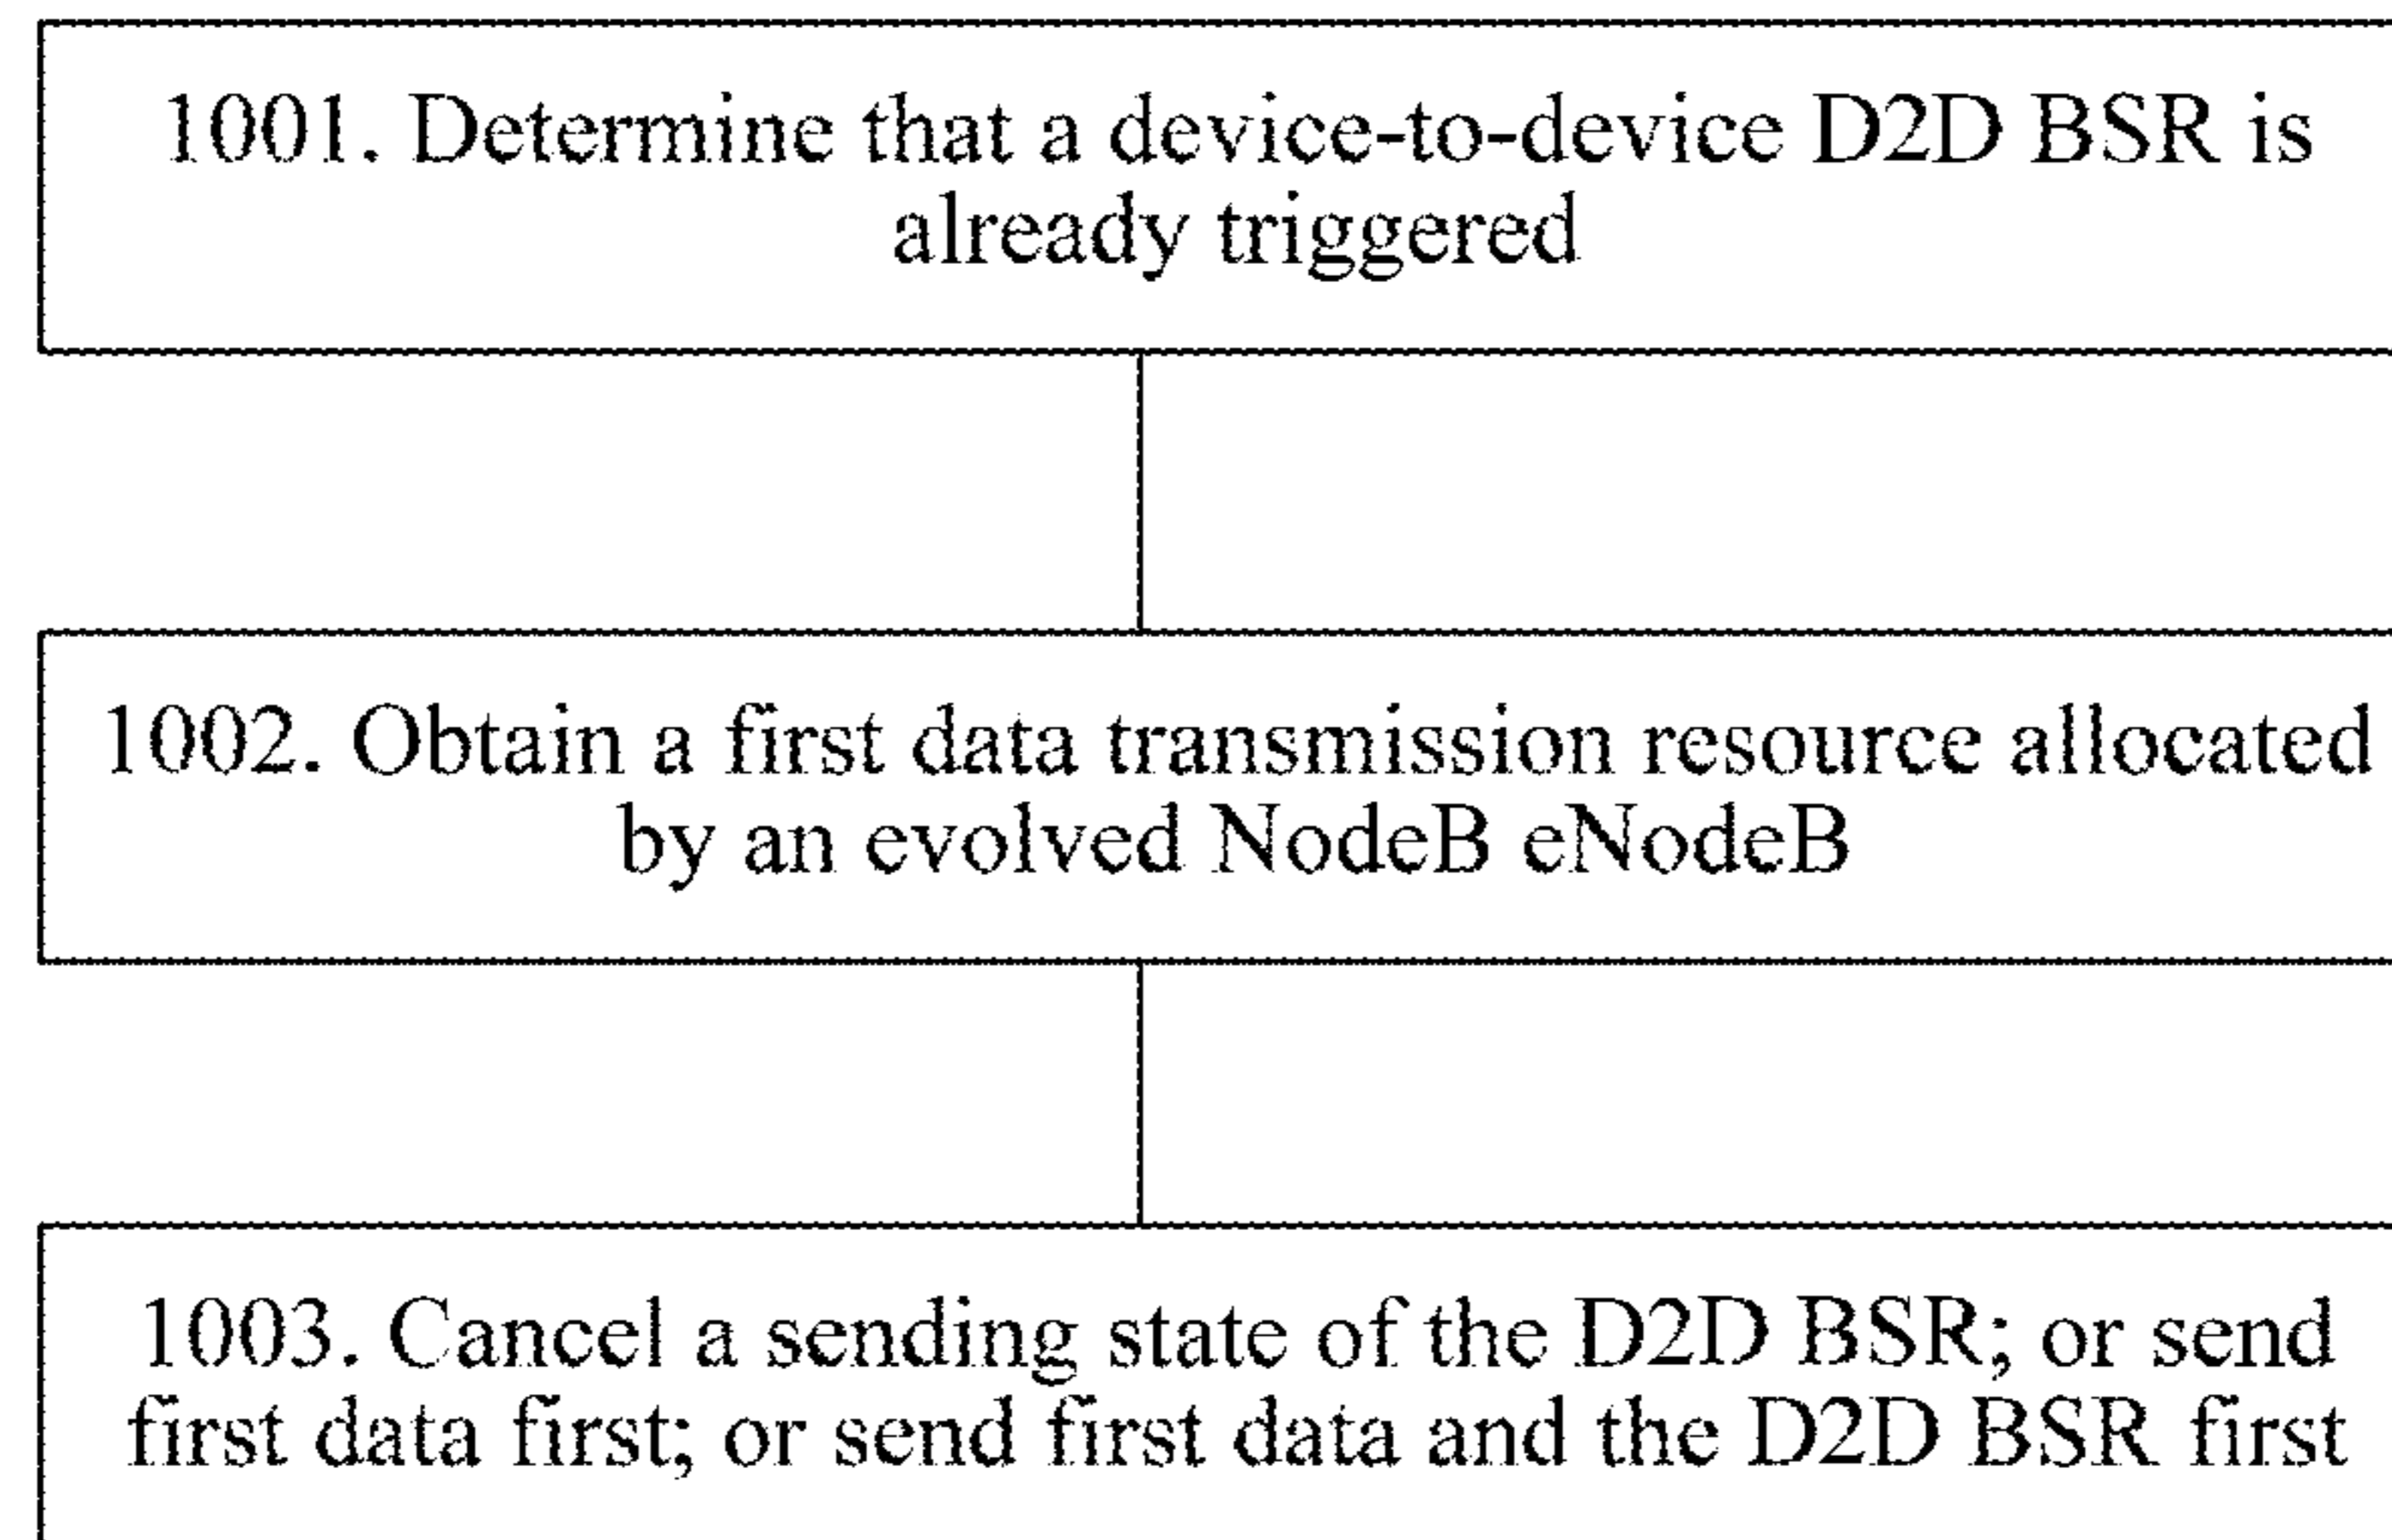 1001. Determine that a device-to-device D2D BSR is
already triggered
1002. Obtain a first data transmission resource allocated
by an evolved NodeB eNodeB
1003. Cancel a sending state of the D2D BSR; or send
first data first; or send first data and the D2D BSR first